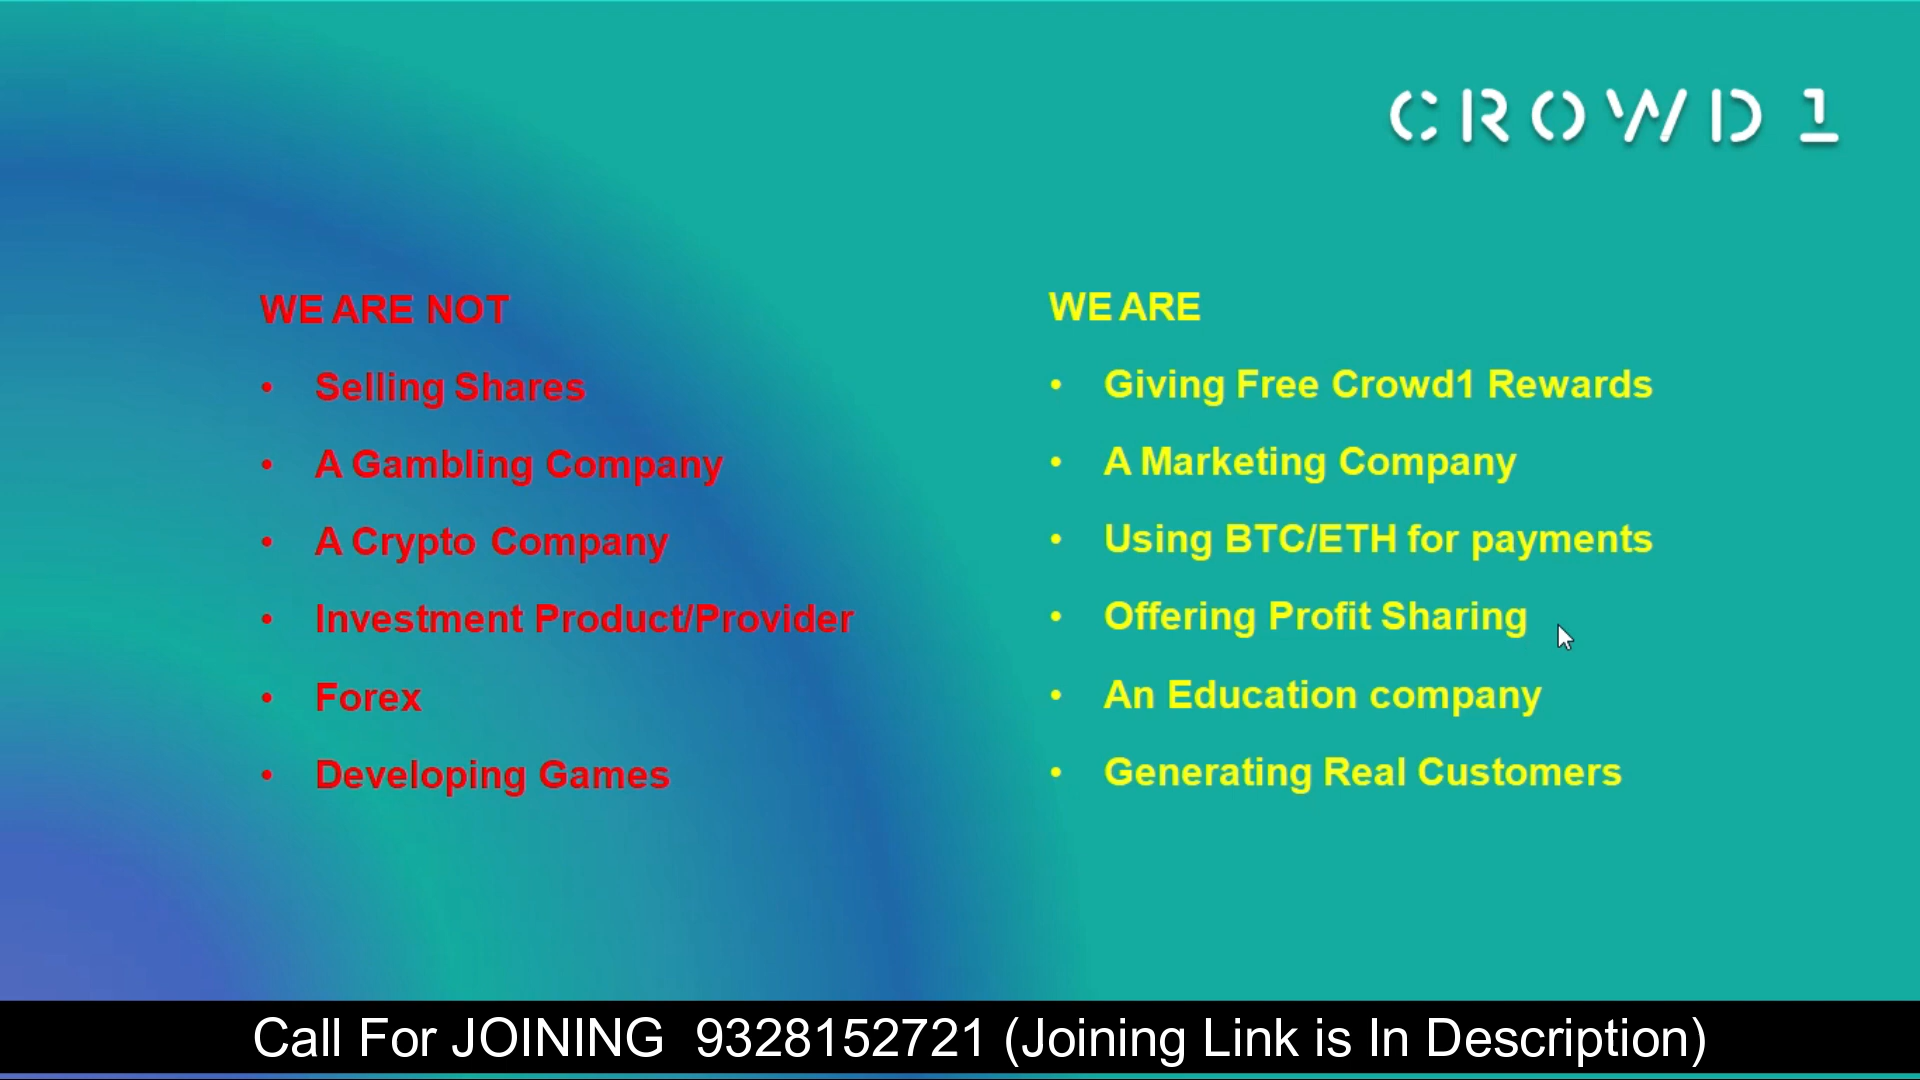 CROWD1
WE ARE NOT
• Selling Shares
• A Gambling Company
• A Crypto Company
• Investment Product/Provider
• Forex
• Developing Games
WE ARE
• Giving Free Crowd1 Rewards
• A Marketing Company
• Using BTC/ETH for payments
• Offering Profit Sharing
• An Education company
• Generating Real Customers
Call For JOINING 9328152721 (Joining Link is In Description)